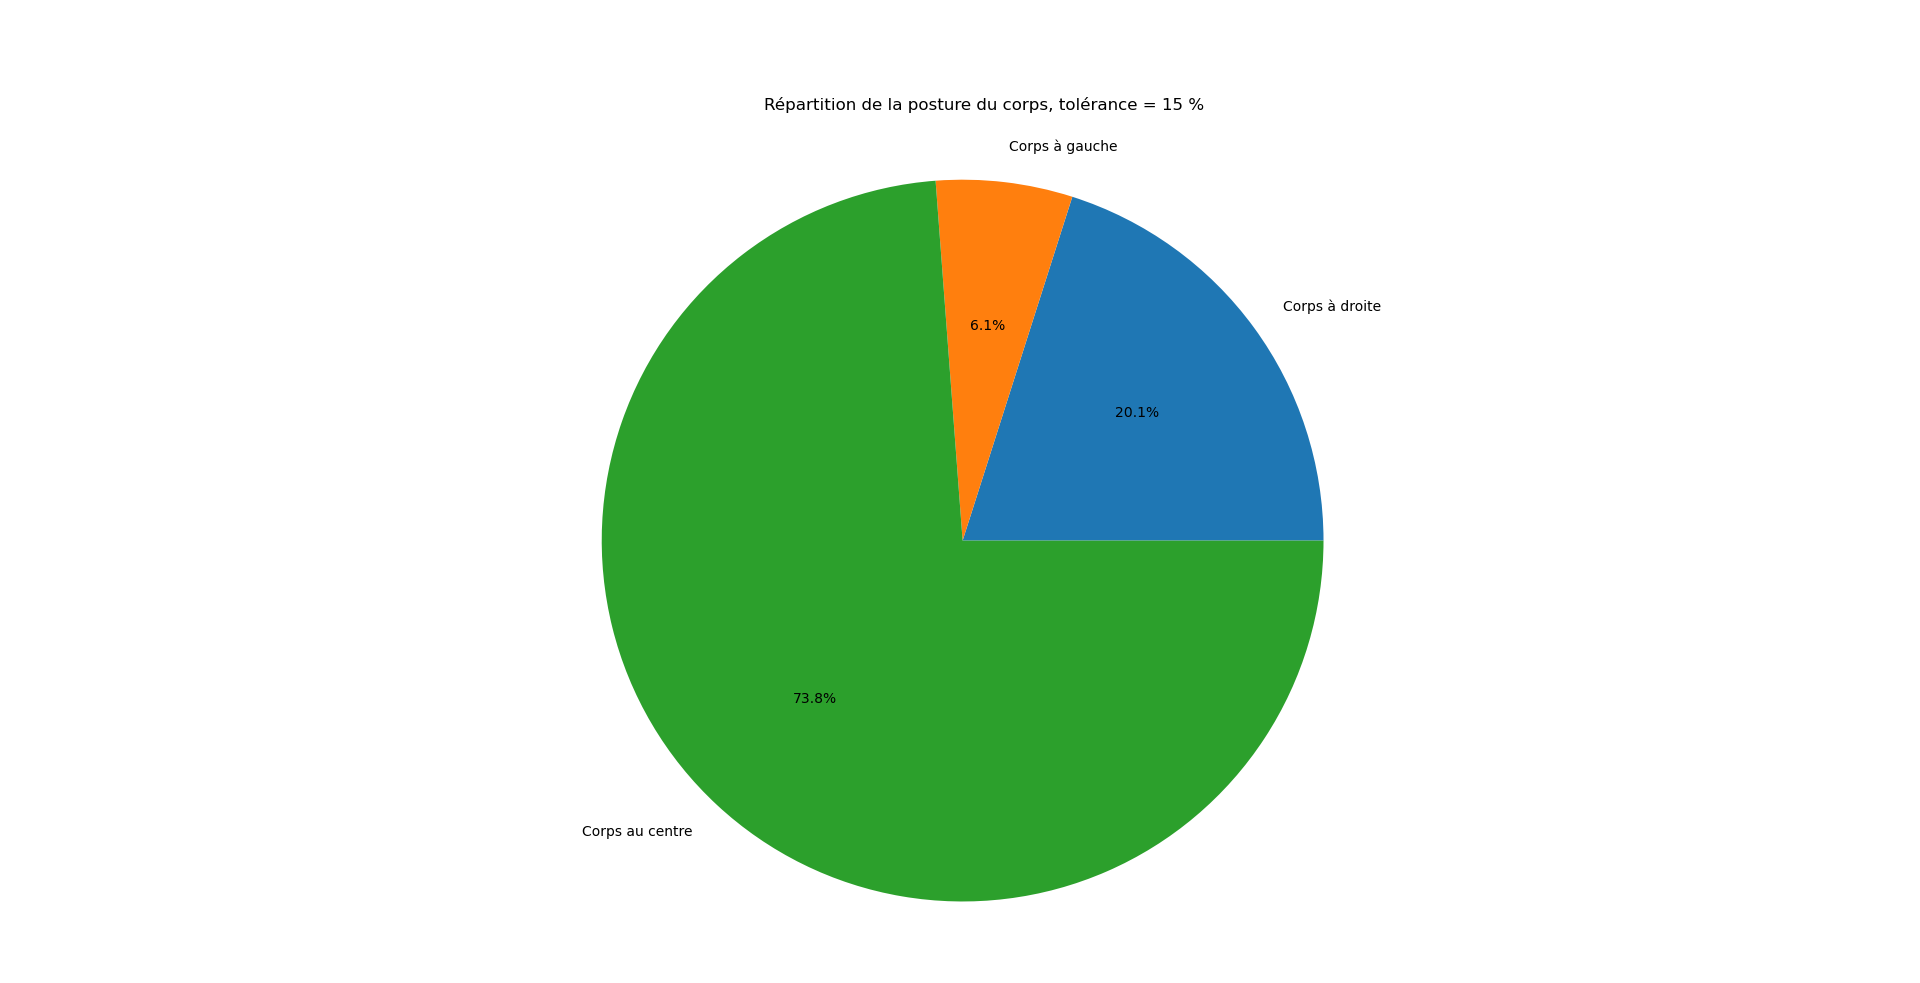 Répartition de la posture du corps, tolérance = 15 %
Corps à gauche
Corps à droite
6.1%
20.1%
73.8%
Corps au centre